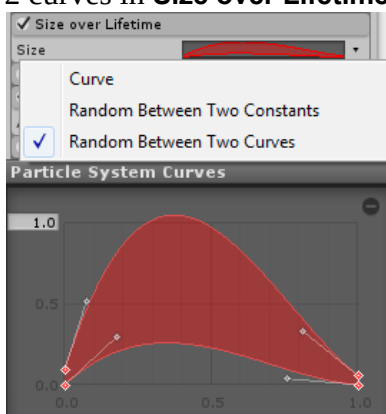 2 curves in Size over Lifetime
Size over Lifetime
Size
Curve
Random Between Two Constants
Random Between Two Curves
Particle System Curves
1.0
0.5
0.0
0.0 0.5 1.0